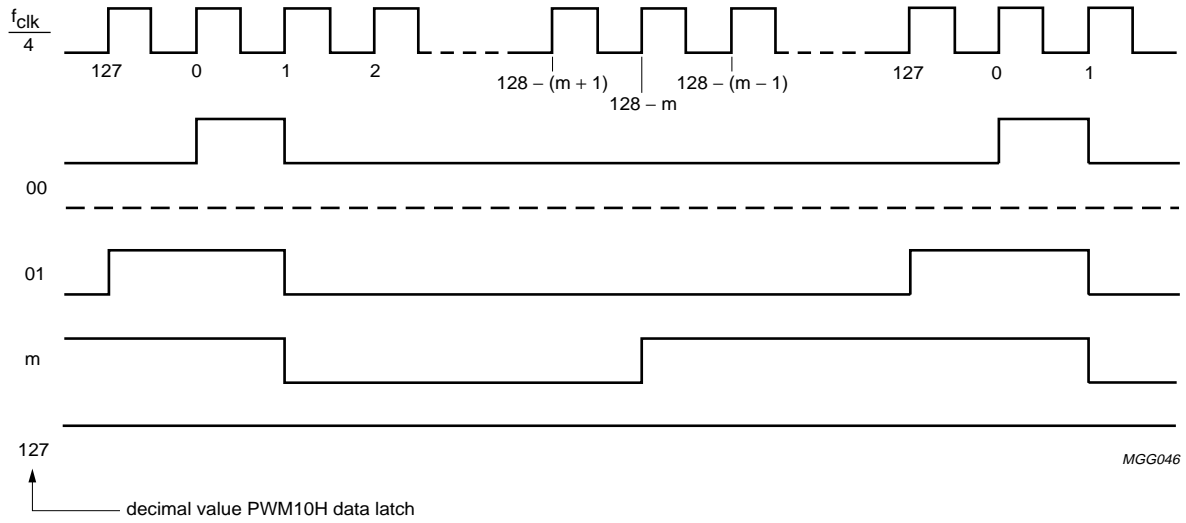 fclk
4
127 0 1 2 128 – (m + 1) 128 – (m – 1) 127 0 1
128 – m
00
01
m
127
MGG046
decimal value PWM10H data latch